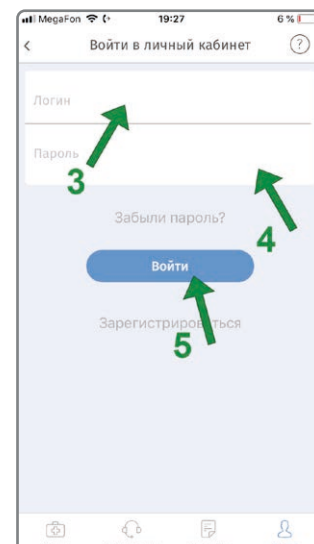 MegaFon 19:27 6 %
Войти в личный кабинет ?
Логин
Пароль
3
4
Забыли пароль?
Войти
Зарегистрироваться
5